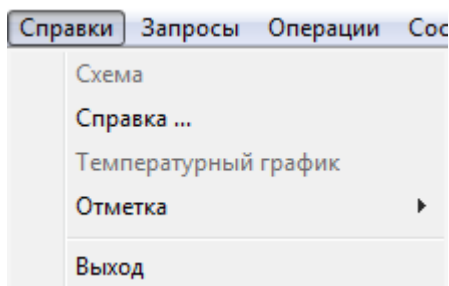 Справки Запросы Операции Сос
Схема
Справка ...
Температурный график
Отметка
Выход